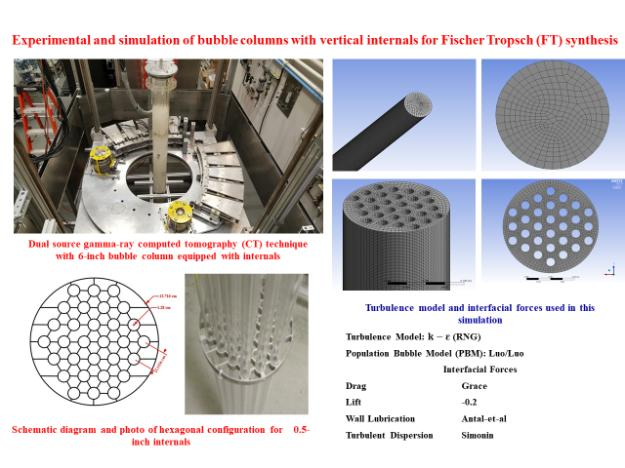 Experimental and simulation of bubble columns with vertical internals for Fischer Tropsch (FT) synthesis
Dual source gamma-ray computed tomography (CT) technique
with 6-inch bubble column equipped with internals
Schematic diagram and photo of hexagonal configuration for 0.5-
inch internals
Turbulence model and interfacial forces used in this
simulation
Turbulence Model: k − ε (RNG)
Population Bubble Model (PBM): Luo/Luo
Interfacial Forces
Drag Grace
Lift -0.2
Wall Lubrication Antal-et-al
Turbulent Dispersion Simonin